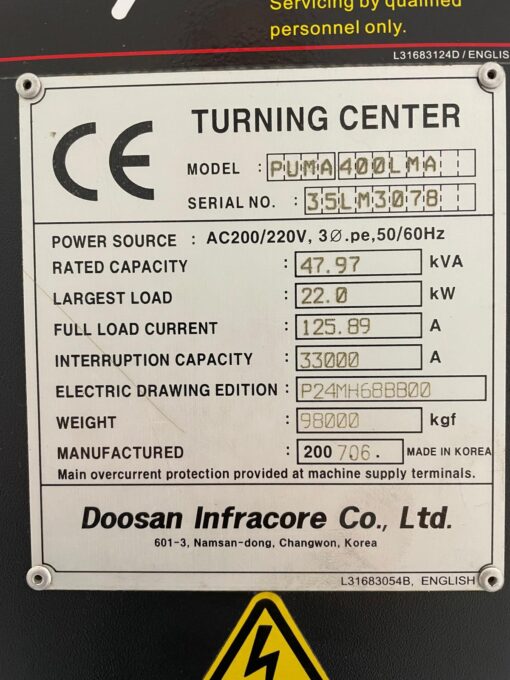 Servicing by qualified
personnel only.
L31683124D / ENGLIS
CE
TURNING CENTER
MODEL : PUMA400LMA
SERIAL NO. : 35LM3078
POWER SOURCE : AC200/220V, 3Ø.pe,50/60Hz
RATED CAPACITY : 47.97 kVA
LARGEST LOAD : 22.0 kW
FULL LOAD CURRENT : 125.89 A
INTERRUPTION CAPACITY : 33000 A
ELECTRIC DRAWING EDITION : P24MH68BB00
WEIGHT : 98000 kgf
MANUFACTURED : 200706. MADE IN KOREA
Main overcurrent protection provided at machine supply terminals.
Doosan Infracore Co., Ltd.
601-3, Namsan-dong, Changwon, Korea
L31683054B, ENGLISH